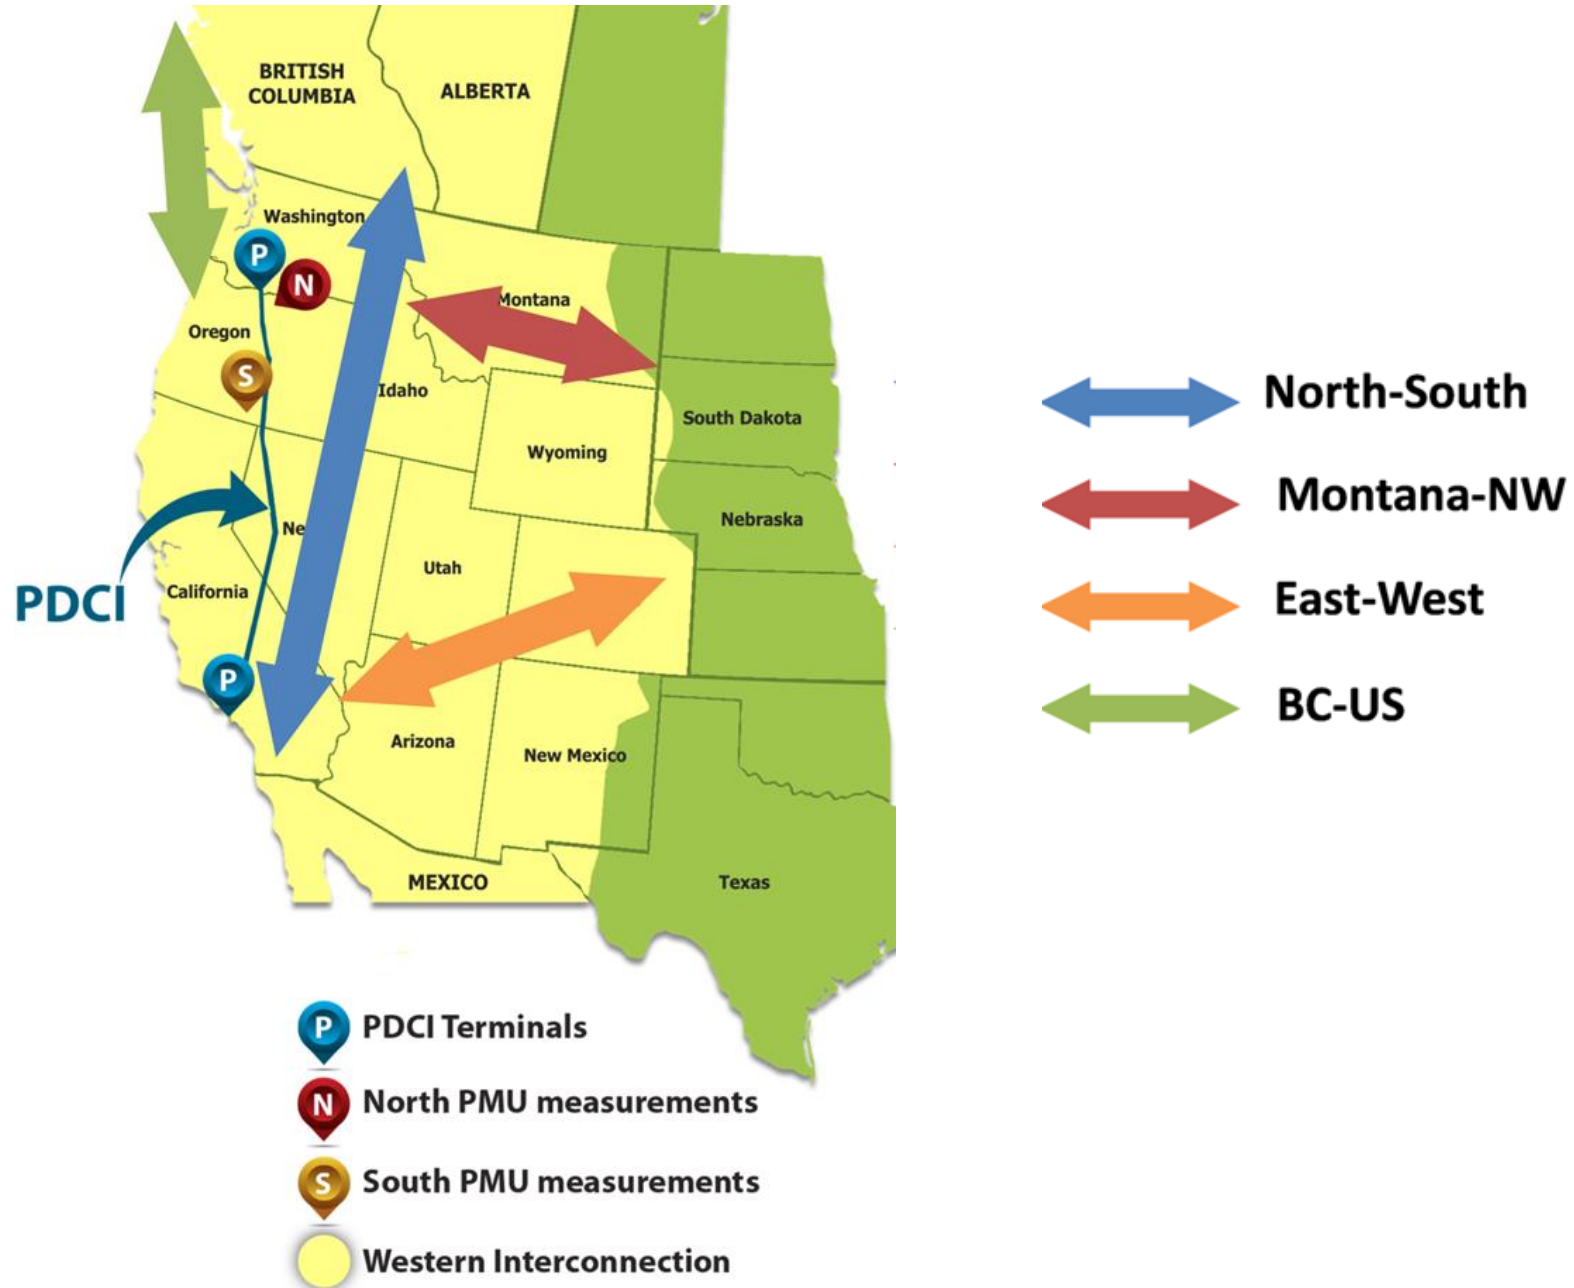 BRITISH
COLUMBIA
ALBERTA
Washington
P
N
Montana
Oregon
S
Idaho
South Dakota
Wyoming
Nebraska
Ne
Utah
PDCI
California
P
Arizona
New Mexico
MEXICO
Texas
North-South
Montana-NW
East-West
BC-US
P PDCI Terminals
N North PMU measurements
S South PMU measurements
Western Interconnection